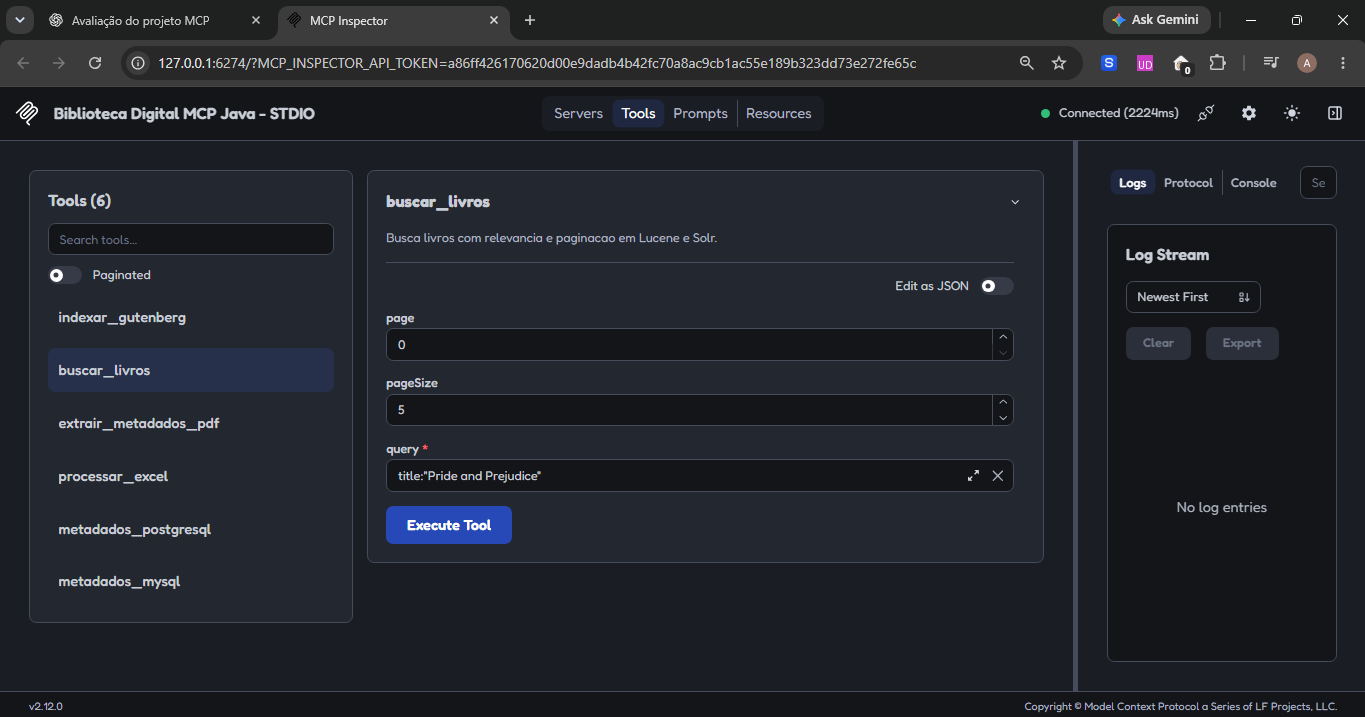 Avaliação do projeto MCP
MCP Inspector
Ask Gemini
127.0.0.1:6274/?MCP_INSPECTOR_API_TOKEN=a86ff426170620d00e9dadb4b42fc70a8ac9cb1ac55e189b323dd73e272fe65c
S
UD
0
A
Biblioteca Digital MCP Java - STDIO
Servers
Tools
Prompts
Resources
Connected (2224ms)
Tools (6)
Search tools...
Paginated
indexar_gutenberg
buscar_livros
extrair_metadados_pdf
processar_excel
metadados_postgresql
metadados_mysql
buscar_livros
Busca livros com relevancia e paginacao em Lucene e Solr.
Edit as JSON
page
0
pageSize
5
query *
title:"Pride and Prejudice"
Execute Tool
Logs
Protocol
Console
Se
Log Stream
Newest First
Clear
Export
No log entries
v2.12.0
Copyright © Model Context Protocol a Series of LF Projects, LLC.